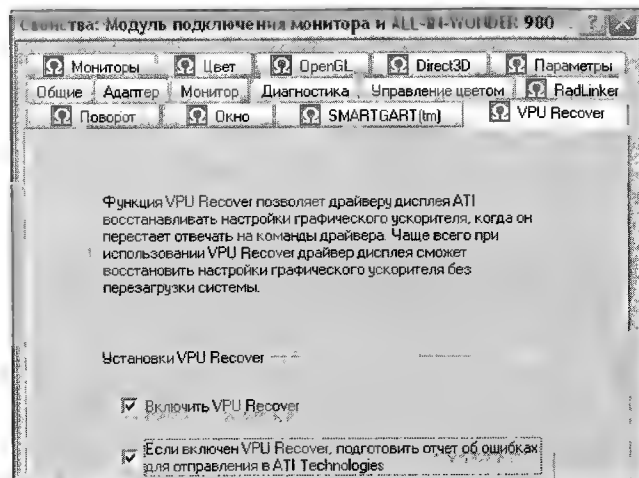 Свойства: Модуль подключения монитора и ALL-IN-WONDER 980
Мониторы Цвет OpenGL Direct3D Параметры
Общие Адаптер Монитор Диагностика Управление цветом RadLinker
Поворот Окно SMARTGART(tm) VPU Recover
Функция VPU Recover позволяет драйверу дисплея ATI
восстанавливать настройки графического ускорителя, когда он
перестает отвечать на команды драйвера. Чаще всего при
использовании VPU Recover драйвер дисплея сможет
восстановить настройки графического ускорителя без
перезагрузки системы.
Установки VPU Recover
Включить VPU Recover
Если включен VPU Recover, подготовить отчет об ошибках
для отправления в ATI Technologies